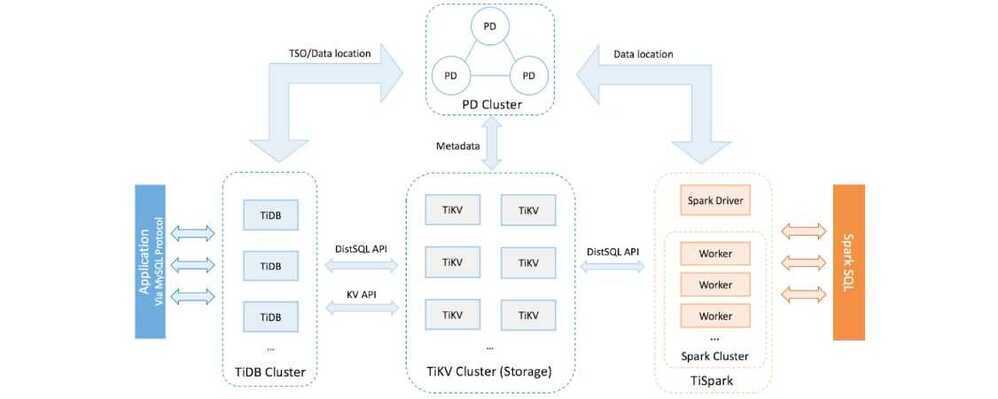 TSO/Data location
PD
PD
PD
PD Cluster
Data location
Metadata
Application
Via MySQL Protocol
TiDB
TiDB
TiDB
...
TiDB Cluster
DistSQL API
KV API
TiKV
TiKV
TiKV
TiKV
TiKV
TiKV
...
TiKV Cluster (Storage)
DistSQL API
Spark Driver
Worker
Worker
Worker
...
Spark Cluster
TiSpark
Spark SQL